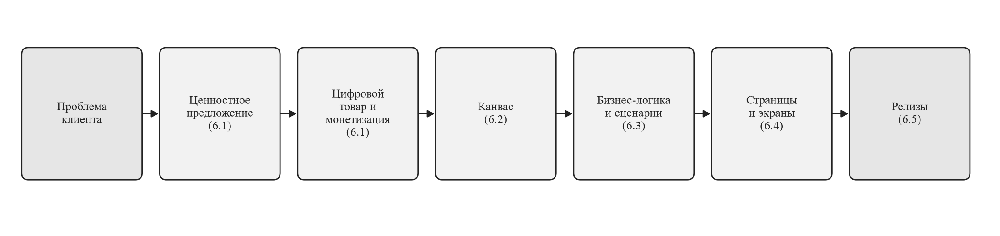 Проблема
клиента
Ценностное
предложение
(6.1)
Цифровой
товар и
монетизация
(6.1)
Канвас
(6.2)
Бизнес-логика
и сценарии
(6.3)
Страницы
и экраны
(6.4)
Релизы
(6.5)